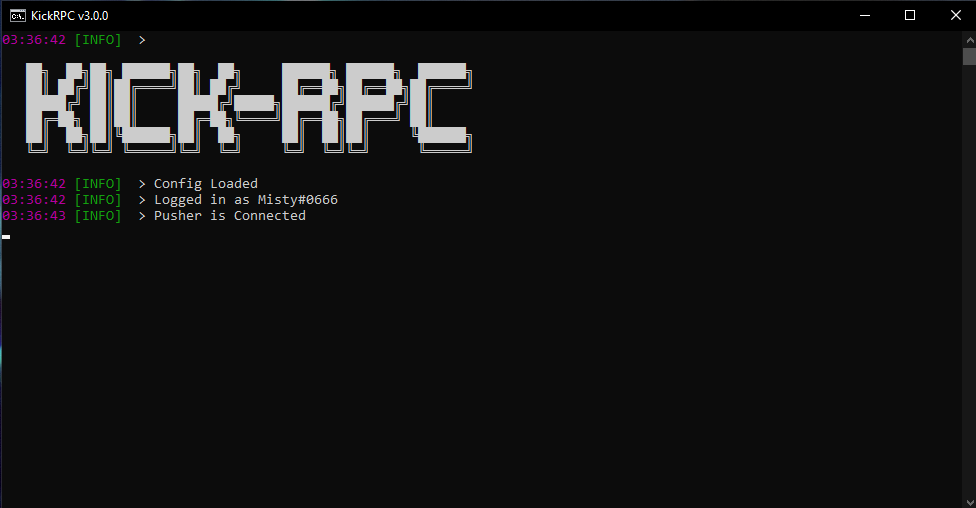 KickRPC v3.0.0
03:36:42 [INFO] >
KICK-RPC
03:36:42 [INFO] > Config Loaded
03:36:42 [INFO] > Logged in as Misty#0666
03:36:43 [INFO] > Pusher is Connected